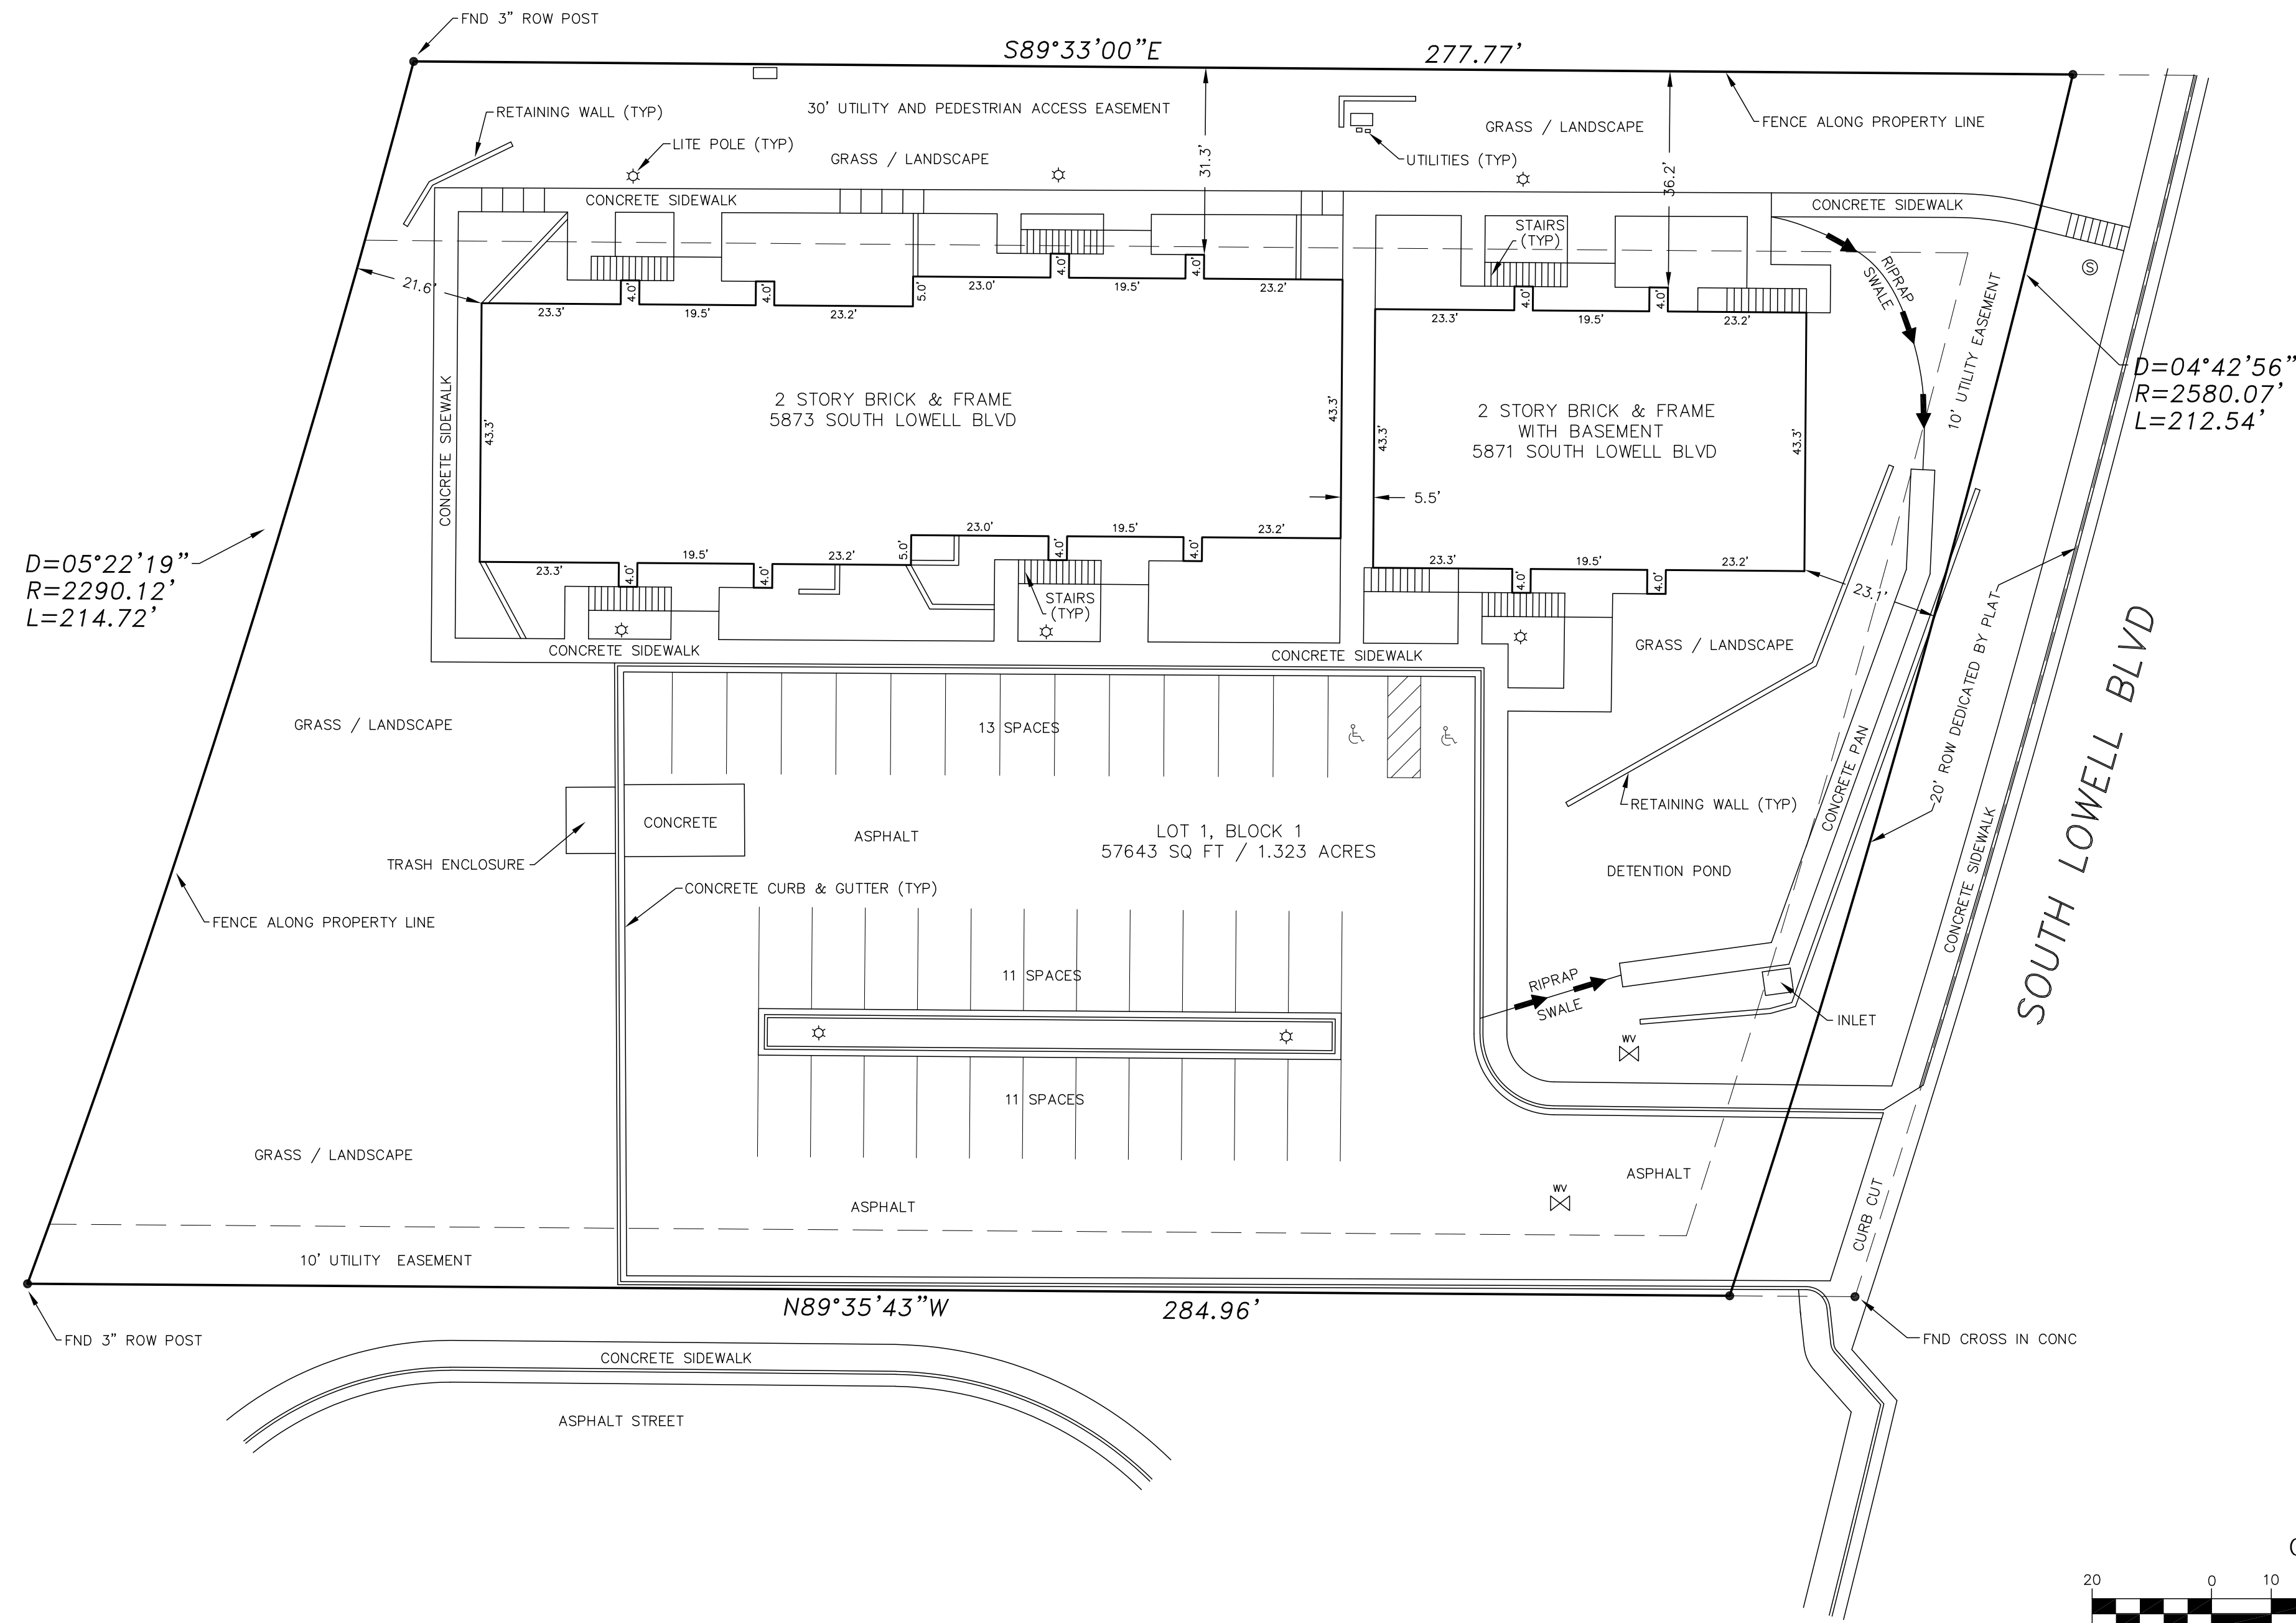 FND 3" ROW POST
S89°33'00"E
277.77'
RETAINING WALL (TYP)
30' UTILITY AND PEDESTRIAN ACCESS EASEMENT
FENCE ALONG PROPERTY LINE
GRASS / LANDSCAPE
LITE POLE (TYP)
GRASS / LANDSCAPE
UTILITIES (TYP)
31.3'
36.2'
CONCRETE SIDEWALK
CONCRETE SIDEWALK
STAIRS
(TYP)
RIPRAP
SWALE
S
21.6'
4.0'
4.0'
5.0'
4.0'
4.0'
4.0'
4.0'
23.3'
19.5'
23.2'
23.0'
19.5'
23.2'
23.3'
19.5'
23.2'
10' UTILITY EASEMENT
D=04°42'56"
R=2580.07'
L=212.54'
CONCRETE SIDEWALK
43.3'
2 STORY BRICK & FRAME
5873 SOUTH LOWELL BLVD
43.3'
43.3'
2 STORY BRICK & FRAME
WITH BASEMENT
5871 SOUTH LOWELL BLVD
43.3'
5.5'
D=05°22'19"
R=2290.12'
L=214.72'
23.3'
19.5'
23.2'
23.0'
19.5'
23.2'
23.3'
19.5'
23.2'
4.0'
4.0'
5.0'
4.0'
4.0'
4.0'
4.0'
23.1'
STAIRS
(TYP)
CONCRETE SIDEWALK
CONCRETE SIDEWALK
GRASS / LANDSCAPE
20' ROW DEDICATED BY PLAT
SOUTH LOWELL BLVD
GRASS / LANDSCAPE
13 SPACES
CONCRETE PAN
RETAINING WALL (TYP)
CONCRETE
ASPHALT
LOT 1, BLOCK 1
57643 SQ FT / 1.323 ACRES
TRASH ENCLOSURE
DETENTION POND
CONCRETE SIDEWALK
CONCRETE CURB & GUTTER (TYP)
FENCE ALONG PROPERTY LINE
11 SPACES
RIPRAP
SWALE
INLET
WV
11 SPACES
GRASS / LANDSCAPE
ASPHALT
ASPHALT
WV
CURB CUT
10' UTILITY EASEMENT
N89°35'43"W
284.96'
FND 3" ROW POST
FND CROSS IN CONC
CONCRETE SIDEWALK
ASPHALT STREET
20
0
10